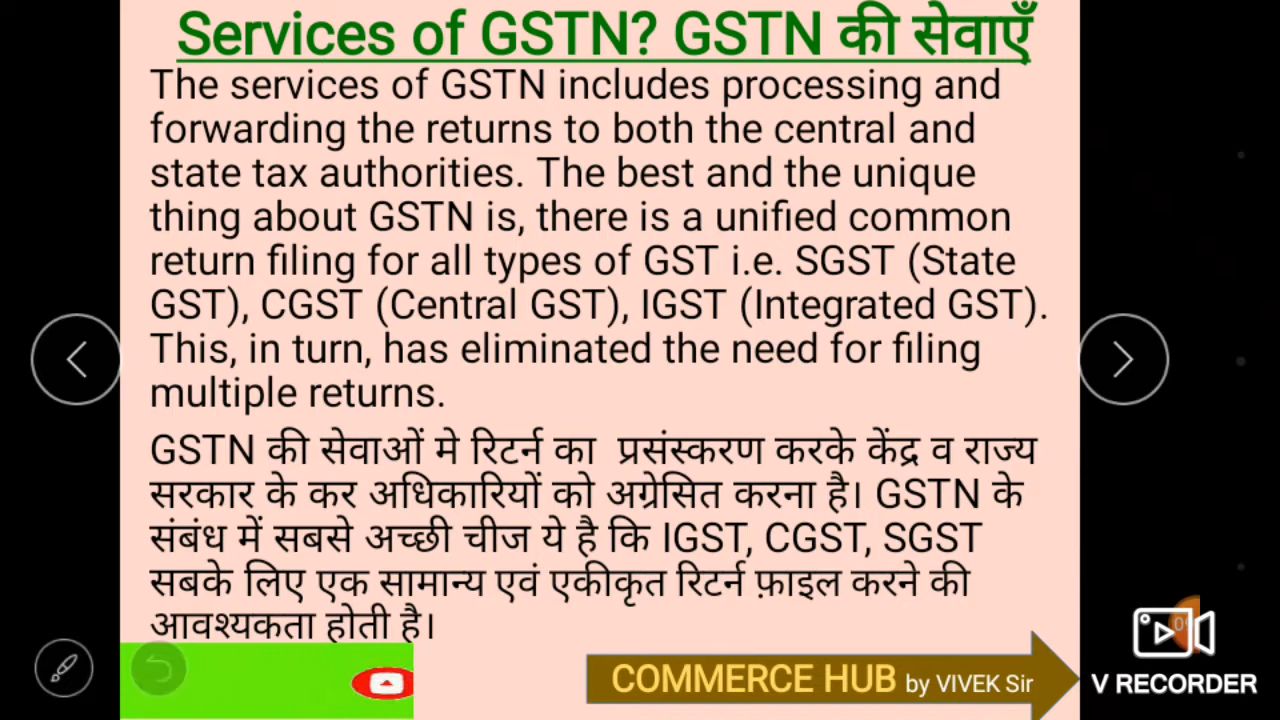 Services of GSTN? GSTN की सेवाएँ
The services of GSTN includes processing and
forwarding the returns to both the central and
state tax authorities. The best and the unique
thing about GSTN is, there is a unified common
return filing for all types of GST i.e. SGST (State
GST), CGST (Central GST), IGST (Integrated GST).
This, in turn, has eliminated the need for filing
multiple returns.
GSTN की सेवाओं मे रिटर्न का प्रसंस्करण करके केंद्र व राज्य
सरकार के कर अधिकारियों को अग्रेसित करना है। GSTN के
संबंध में सबसे अच्छी चीज ये है कि IGST, CGST, SGST
सबके लिए एक सामान्य एवं एकीकृत रिटर्न फ़ाइल करने की
आवश्यकता होती है।
COMMERCE HUB by VIVEK Sir
V RECORDER